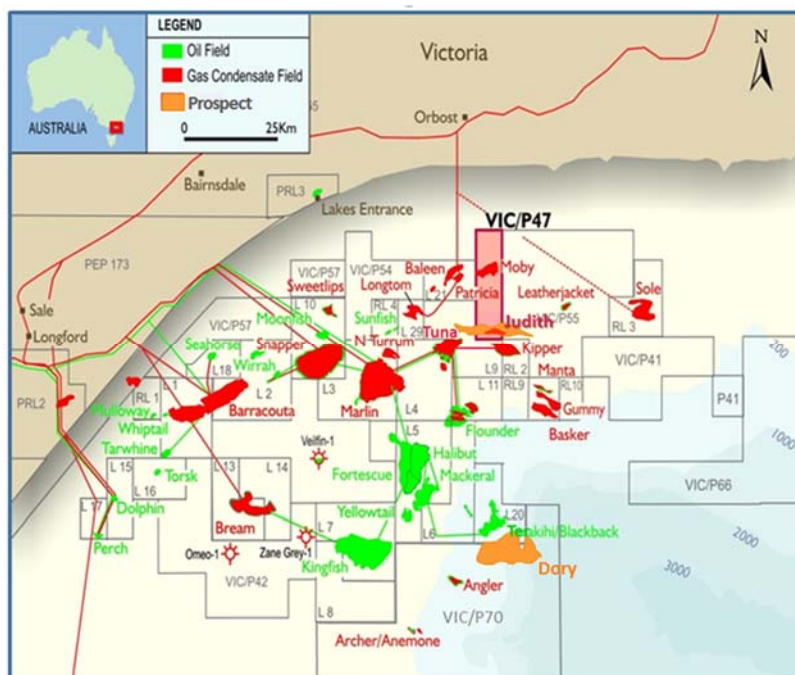 LEGEND
Oil Field
Gas Condensate Field
Prospect
0 25Km
AUSTRALIA
Victoria
N
Orbost
Bairnsdale
PRL3
Lakes Entrance
VIC/P47
PEP 173
VIC/P57
VIC/P54
Baleen
Moby
Sweetlips
Longtom
L 21
Patricia
Leatherjacket
Sole
Sale
L 10
RL 4
Moonfish
Sunfish
L 29
Judith
VIC/P55
RL 3
Longford
VIC/P57
Seahorse
Snapper
N Turrum
Tuna
Kipper
200
Wirrah
Manta
VIC/P41
L 18
L9
RL 2
PRL2
RL 1
L 1
L 2
L3
L 11
RL9
RL10
P41
Mulloway
Barracouta
Marlin
L4
Gummy
Whiptail
L5
Flounder
Basker
1000
Tarwhine
Veilfin-1
Halibut
L 15
L 13
L 14
Fortescue
Mackeral
VIC/P66
Torsk
L 16
L 17
Dolphin
Yellowtail
L20
Bream
L 7
L6
Terakihi/Blackback
2000
Perch
Omeo-1
Zane Grey-1
Kingfish
Dory
3000
VIC/P42
Angler
L 8
VIC/P70
Archer/Anemone